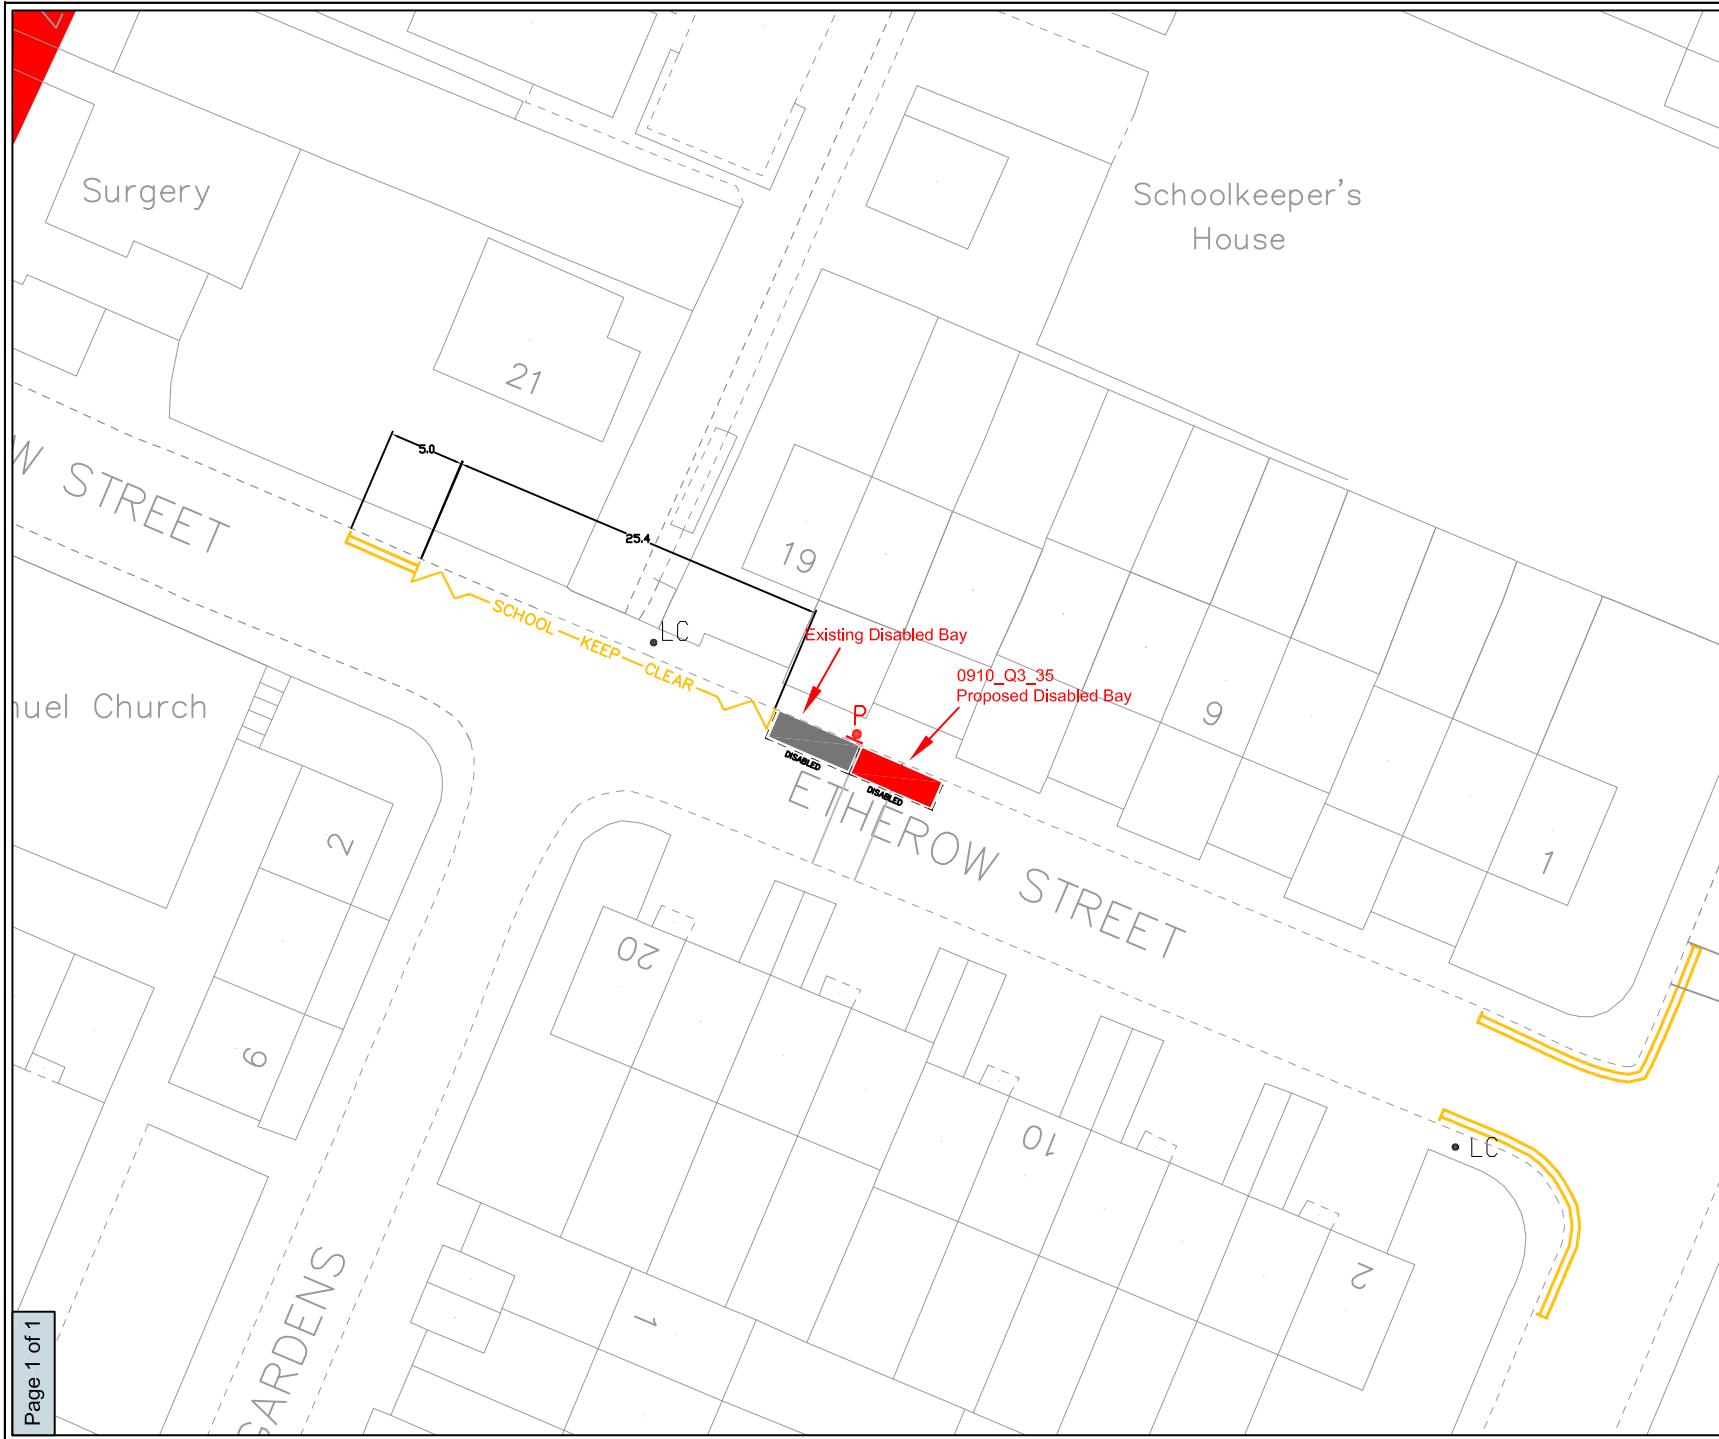 Surgery
Schoolkeeper's
House
21
5.0
W STREET
25.4
19
SCHOOL KEEP CLEAR
LC
Existing Disabled Bay
0910_Q3_35
Proposed Disabled Bay
nuel Church
P
9
DISABLED
DISABLED
ETHEROW STREET
2
1
20
6
10
LC
2
1
GARDENS
Page 1 of 1